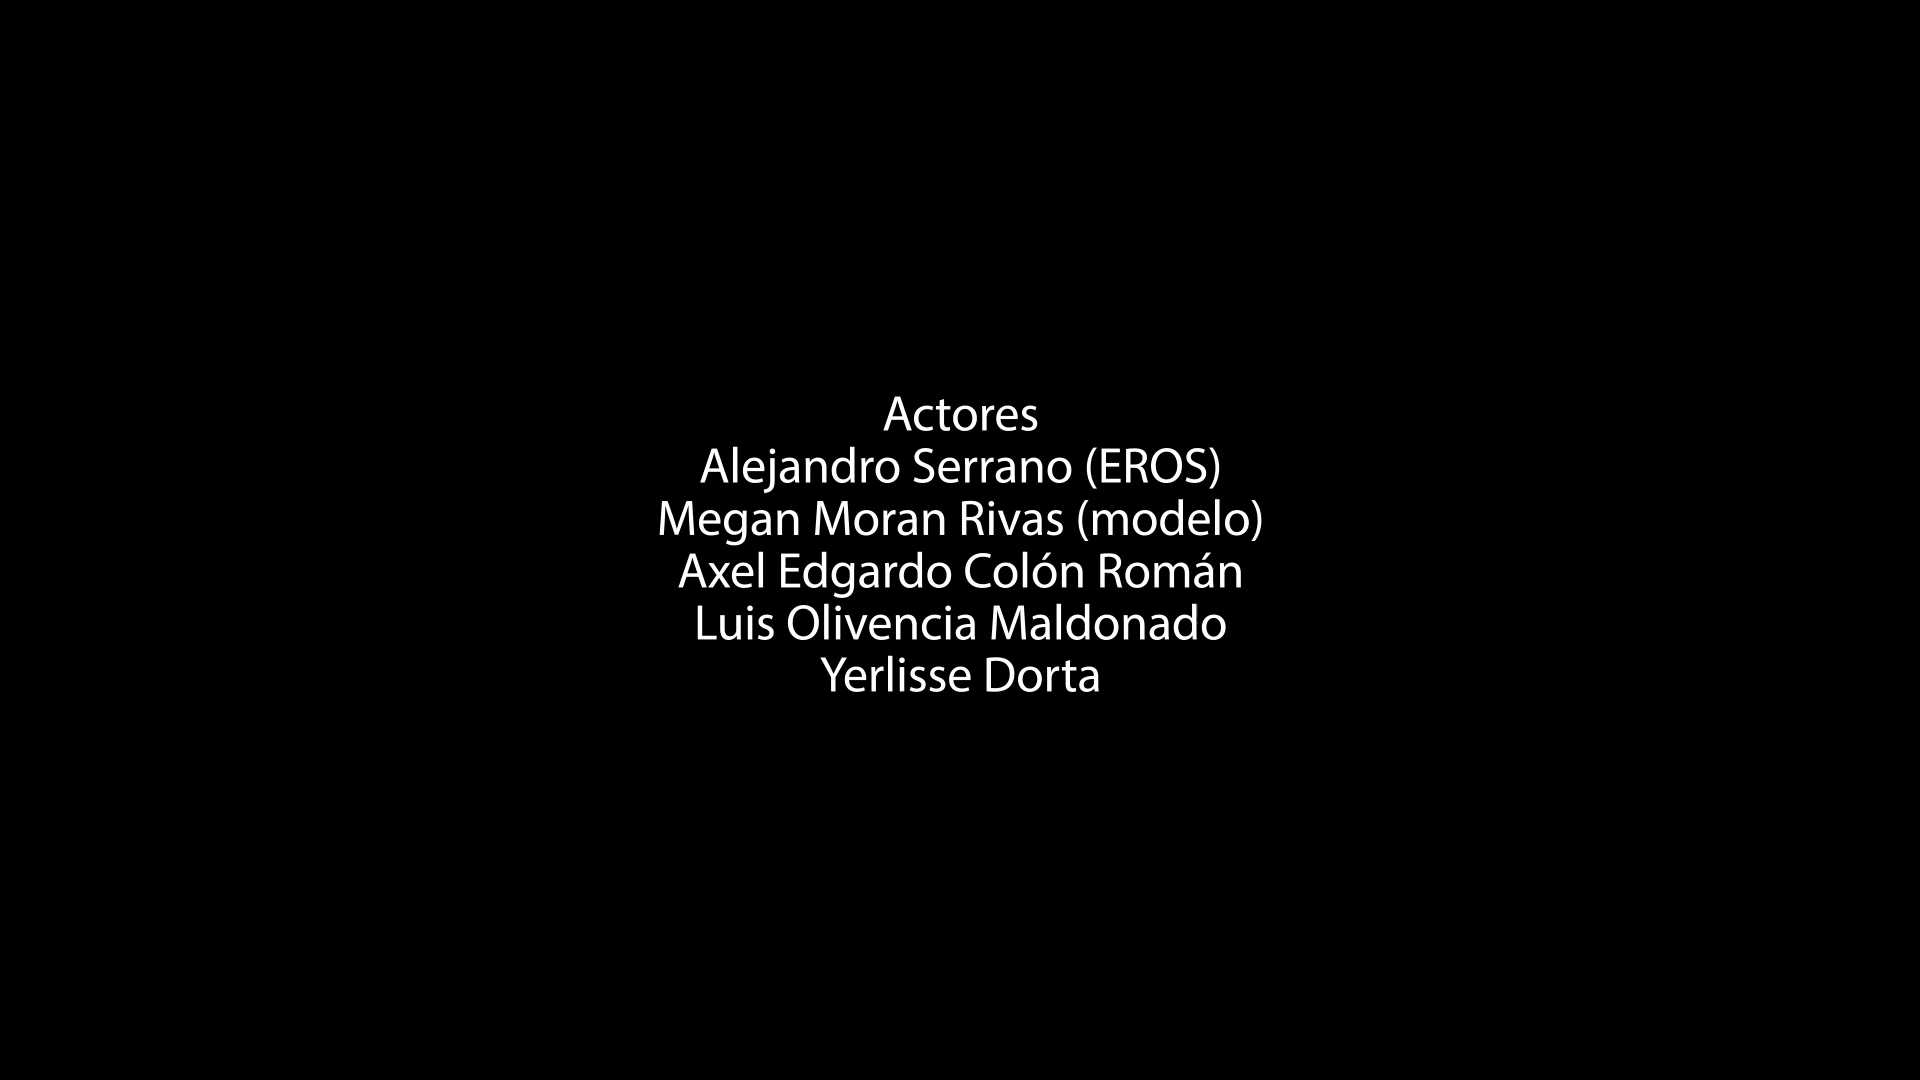 Actores
Alejandro Serrano (EROS)
Megan Moran Rivas (modelo)
Axel Edgardo Colón Román
Luis Olivencia Maldonado
Yerlisse Dorta